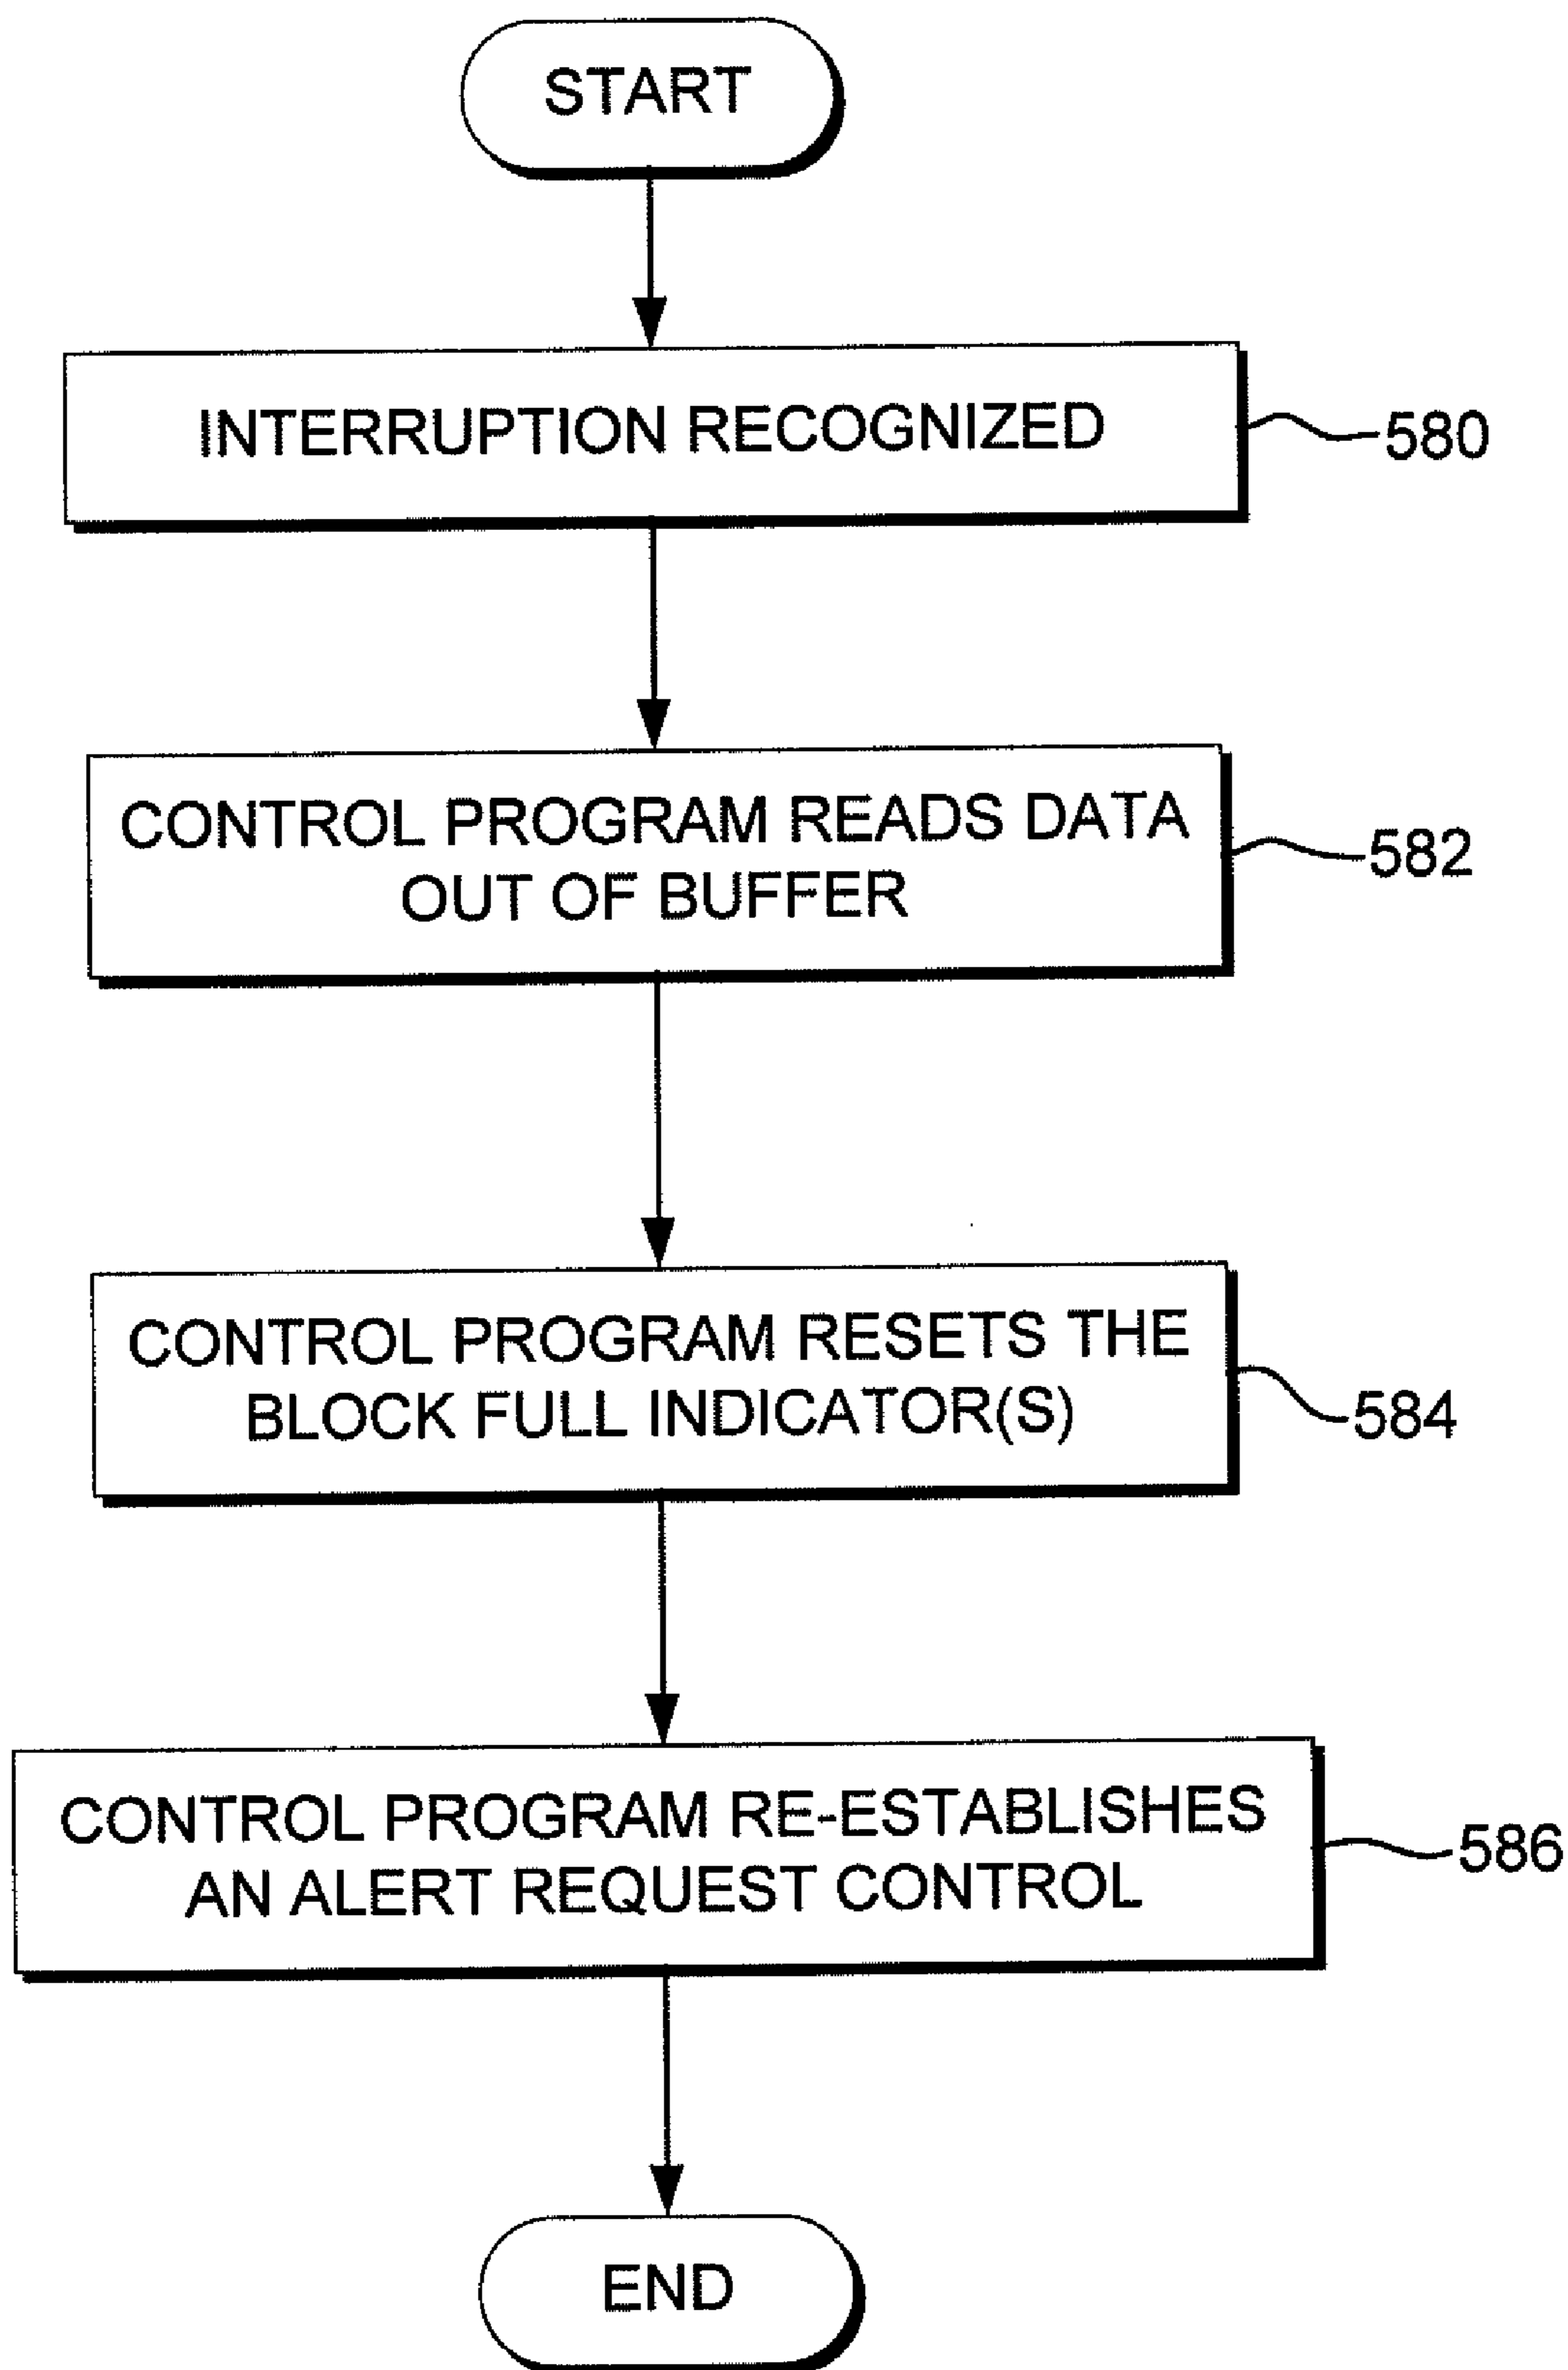 START
INTERRUPTION RECOGNIZED
580
CONTROL PROGRAM READS DATA
OUT OF BUFFER
582
CONTROL PROGRAM RESETS THE
BLOCK FULL INDICATOR(S)
584
CONTROL PROGRAM RE-ESTABLISHES
AN ALERT REQUEST CONTROL
586
END